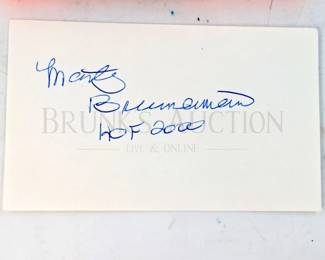 Marty
Brennaman
HOF 2000
BRUNK'S AUCTION
LIVE & ONLINE